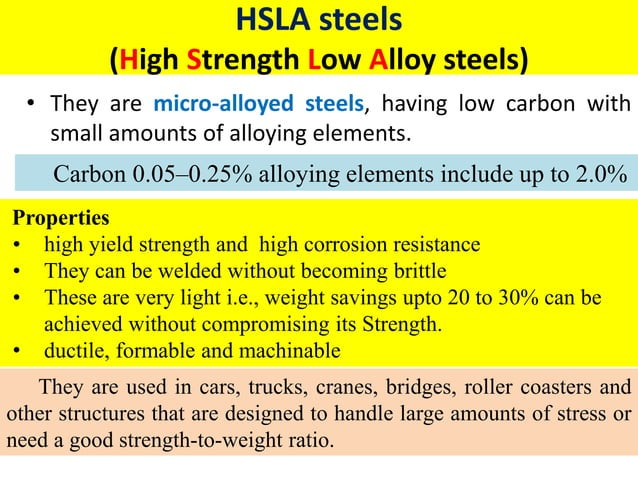 HSLA steels
(High Strength Low Alloy steels)
• They are micro-alloyed steels, having low carbon with
small amounts of alloying elements.
Carbon 0.05–0.25% alloying elements include up to 2.0%
Properties
• high yield strength and high corrosion resistance
• They can be welded without becoming brittle
• These are very light i.e., weight savings upto 20 to 30% can be
achieved without compromising its Strength.
• ductile, formable and machinable
They are used in cars, trucks, cranes, bridges, roller coasters and
other structures that are designed to handle large amounts of stress or
need a good strength-to-weight ratio.